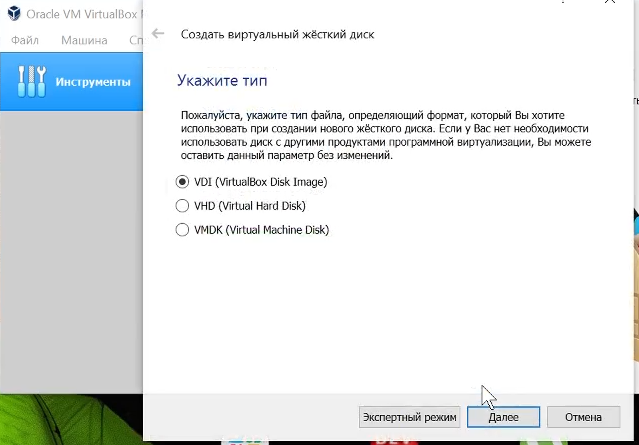 Oracle VM VirtualBox
Файл Машина
Создать виртуальный жёсткий диск
Инструменты
Укажите тип
Пожалуйста, укажите тип файла, определяющий формат, который Вы хотите
использовать при создании нового жёсткого диска. Если у Вас нет необходимости
использовать диск с другими продуктами программной виртуализации, Вы можете
оставить данный параметр без изменений.
VDI (VirtualBox Disk Image)
VHD (Virtual Hard Disk)
VMDK (Virtual Machine Disk)
Экспертный режим Далее Отмена